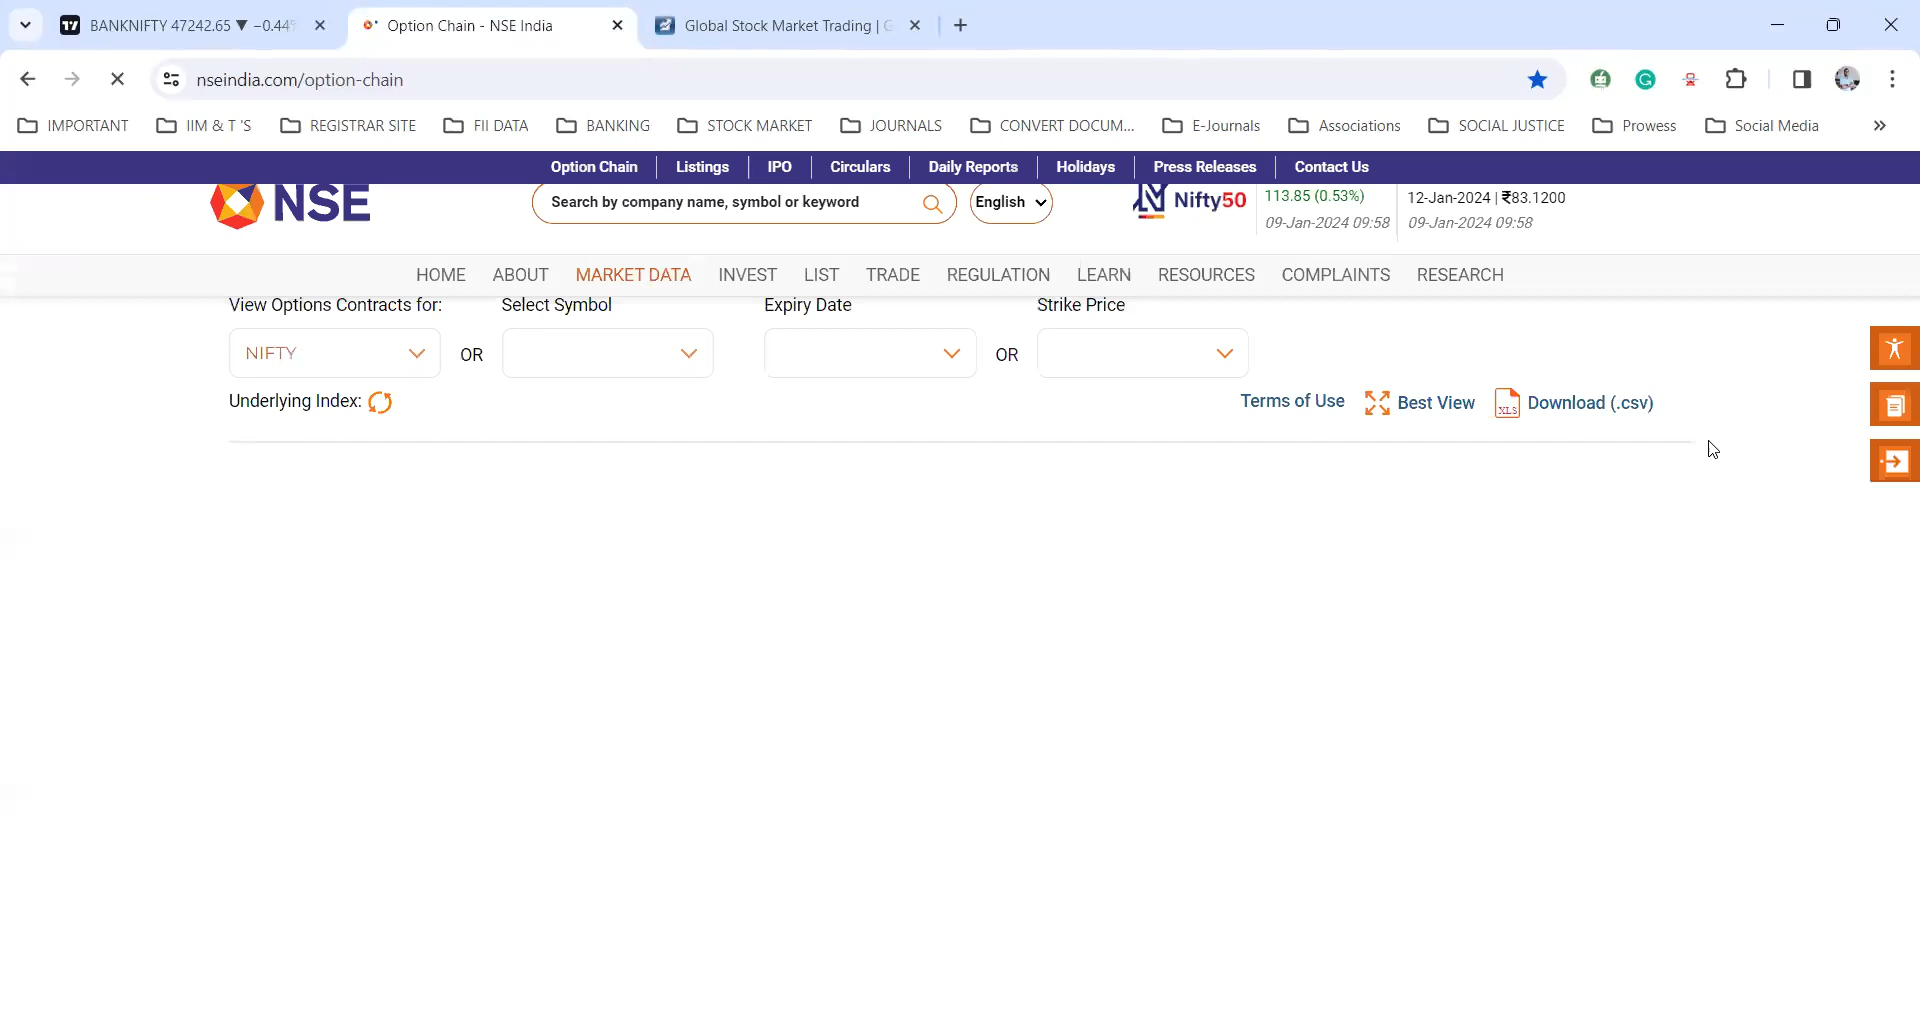 BANKNIFTY 47242.65 ▼ −0.44%
Option Chain - NSE India
Global Stock Market Trading | G
nseindia.com/option-chain
IMPORTANT
IIM & T 'S
REGISTRAR SITE
FII DATA
BANKING
STOCK MARKET
JOURNALS
CONVERT DOCUM...
E-Journals
Associations
SOCIAL JUSTICE
Prowess
Social Media
Option Chain
Listings
IPO
Circulars
Daily Reports
Holidays
Press Releases
Contact Us
NSE
Search by company name, symbol or keyword
English
Nifty50
113.85 (0.53%)
09-Jan-2024 09:58
12-Jan-2024 | ₹83.1200
09-Jan-2024 09:58
HOME
ABOUT
MARKET DATA
INVEST
LIST
TRADE
REGULATION
LEARN
RESOURCES
COMPLAINTS
RESEARCH
View Options Contracts for:
Select Symbol
Expiry Date
Strike Price
NIFTY
OR
OR
Underlying Index:
Terms of Use
Best View
XLS
Download (.csv)